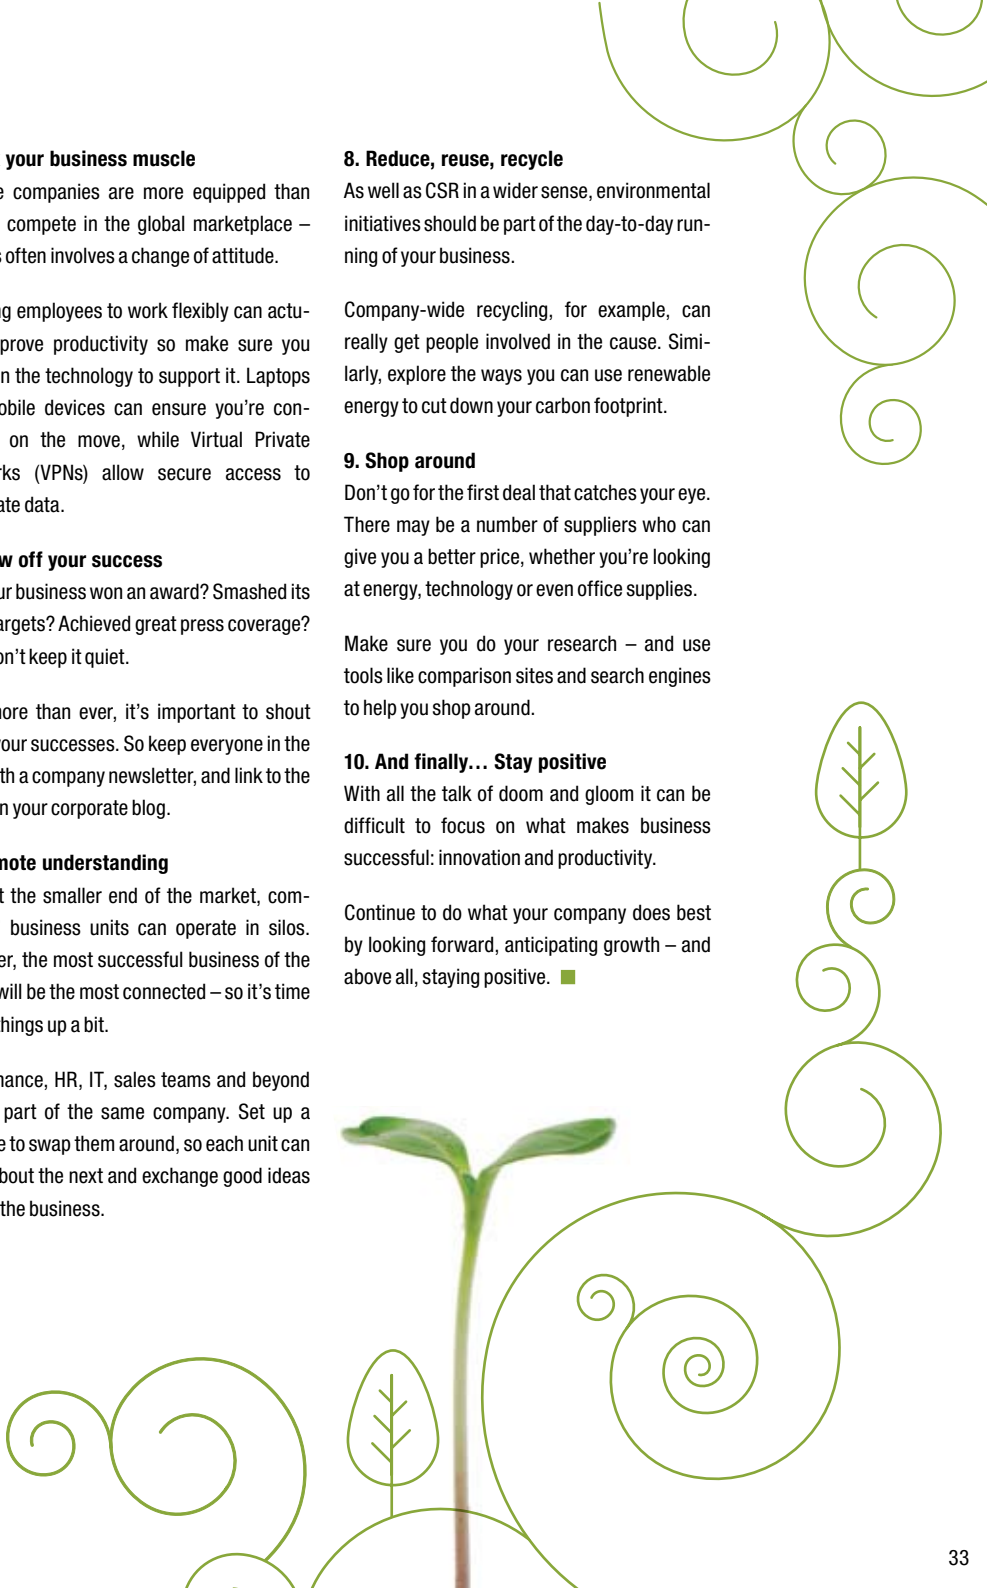 your business muscle
companies are more equipped than
compete in the global marketplace –
often involves a change of attitude.
employees to work flexibly can actu-
prove productivity so make sure you
the technology to support it. Laptops
devices can ensure you’re con-
on the move, while Virtual Private
(VPNs) allow secure access to
data.
off your success
business won an award? Smashed its
Achieved great press coverage?
keep it quiet.
more than ever, it’s important to shout
your successes. So keep everyone in the
a company newsletter, and link to the
your corporate blog.
understanding
the smaller end of the market, com-
business units can operate in silos.
the most successful business of the
will be the most connected – so it’s time
things up a bit.
HR, IT, sales teams and beyond
part of the same company. Set up a
to swap them around, so each unit can
about the next and exchange good ideas
the business.
8. Reduce, reuse, recycle
As well as CSR in a wider sense, environmental
initiatives should be part of the day-to-day run-
ning of your business.
Company-wide recycling, for example, can
really get people involved in the cause. Simi-
larly, explore the ways you can use renewable
energy to cut down your carbon footprint.
9. Shop around
Don’t go for the first deal that catches your eye.
There may be a number of suppliers who can
give you a better price, whether you’re looking
at energy, technology or even office supplies.
Make sure you do your research – and use
tools like comparison sites and search engines
to help you shop around.
10. And finally… Stay positive
With all the talk of doom and gloom it can be
difficult to focus on what makes business
successful: innovation and productivity.
Continue to do what your company does best
by looking forward, anticipating growth – and
above all, staying positive.
33